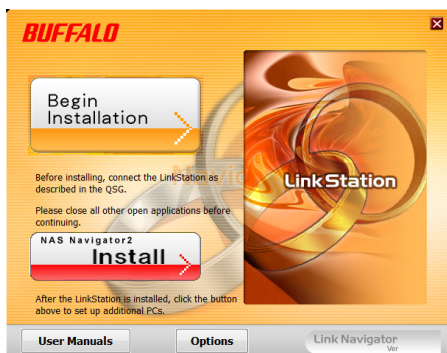 BUFFALO
Begin
Installation
Before installing, connect the LinkStation as
described in the QSG.
Please close all other open applications before
continuing.
NAS Navigator2
Install
After the LinkStation is installed, click the button
above to set up additional PCs.
LinkStation
User Manuals
Options
Link Navigator
Ver